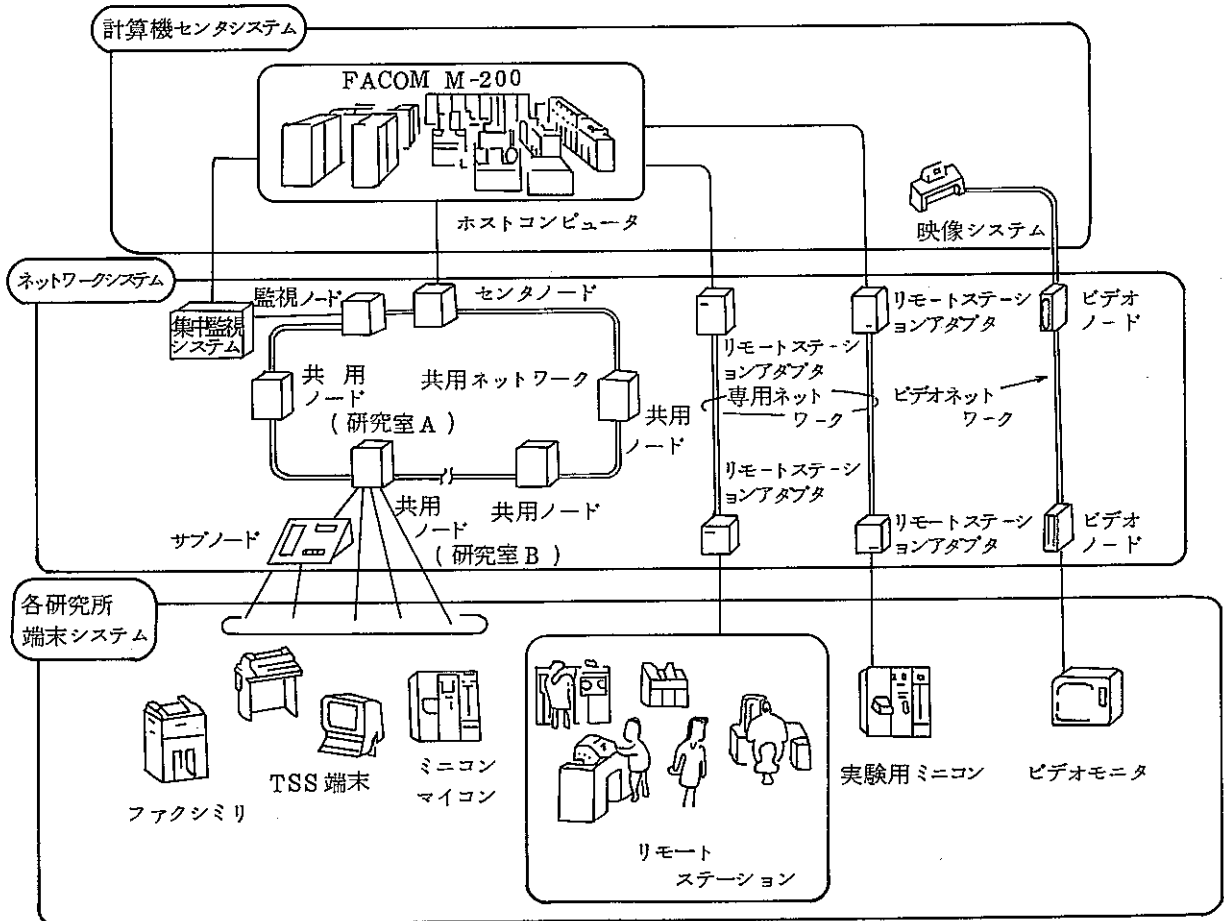 計算機センタシステム
FACOM M-200
ホストコンピュータ
映像システム
ネットワークシステム
監視ノード
センタノード
集中監視
システム
共用
ノード
(研究室A)
共用ネットワーク
共用
ノード
リモートステーシ
ョンアダプタ
専用ネット
ワーク
リモートステーシ
ョンアダプタ
リモートステーシ
ョンアダプタ
ビデオ
ノード
ビデオネット
ワーク
サブノード
共用
ノード
(研究室B)
共用ノード
リモートステーシ
ョンアダプタ
ビデオ
ノード
各研究所
端末システム
ファクシミリ
TSS端末
ミニコン
マイコン
リモート
ステーション
実験用ミニコン
ビデオモニタ